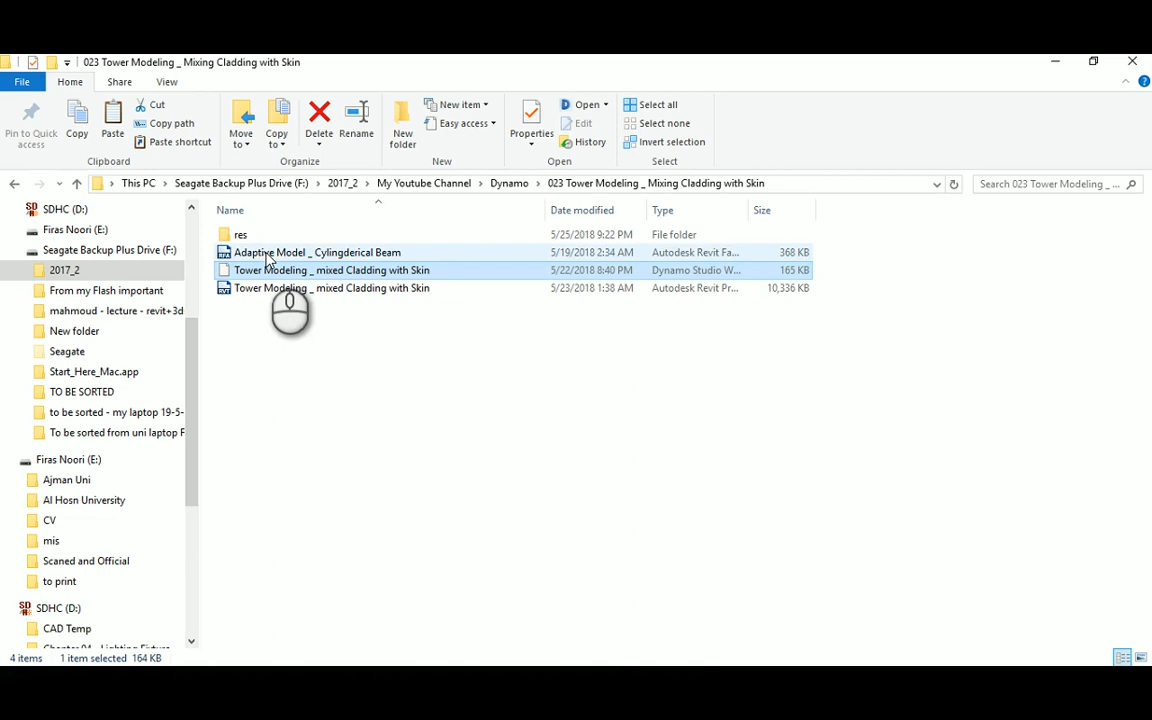 023 Tower Modeling _ Mixing Cladding with Skin
File Home Share View
Pin to Quick access
Copy
Paste
Cut
Copy path
Paste shortcut
Move to
Copy to
Delete
Rename
New folder
New item
Easy access
Properties
Open
Edit
History
Select all
Select none
Invert selection
Clipboard Organize New Open Select
This PC Seagate Backup Plus Drive (F:) 2017_2 My Youtube Channel Dynamo 023 Tower Modeling _ Mixing Cladding with Skin
Search 023 Tower Modeling _ ...
SDHC (D:)
Firas Noori (E:)
Seagate Backup Plus Drive (F:)
2017_2
From my Flash important
mahmoud - lecture - revit+3d
New folder
Seagate
Start_Here_Mac.app
TO BE SORTED
to be sorted - my laptop 19-5-
To be sorted from uni laptop F
Firas Noori (E:)
Ajman Uni
Al Hosn University
CV
mis
Scaned and Official
to print
SDHC (D:)
CAD Temp
Chapter 04 - Lighting Fixture
Name Date modified Type Size
res 5/25/2018 9:22 PM File folder
Adaptive Model _ Cylingderical Beam 5/19/2018 2:34 AM Autodesk Revit Fa... 368 KB
Tower Modeling _ mixed Cladding with Skin 5/22/2018 8:40 PM Dynamo Studio W... 165 KB
Tower Modeling _ mixed Cladding with Skin 5/23/2018 1:38 AM Autodesk Revit Pr... 10,336 KB
4 items 1 item selected 164 KB